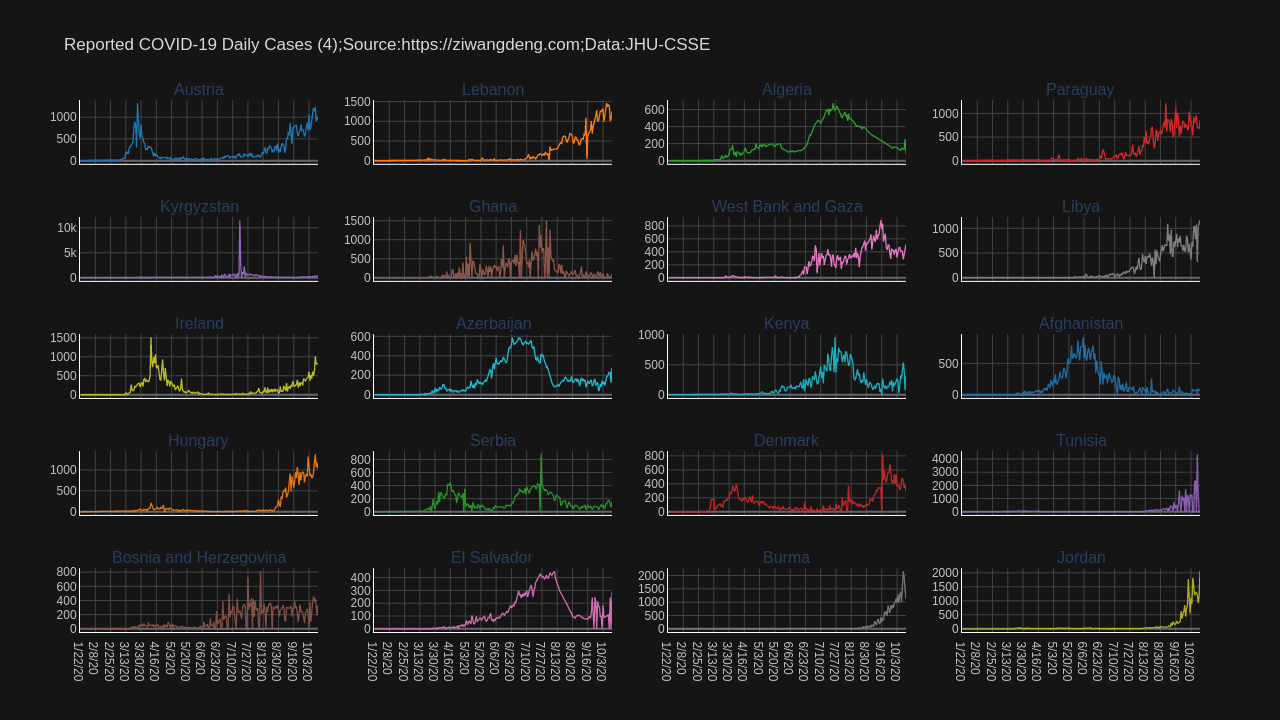 Reported COVID-19 Daily Cases (4);Source:https://ziwangdeng.com;Data:JHU-CSSE
Austria
1000
500
0
Lebanon
1500
1000
500
0
Algeria
600
400
200
0
Paraguay
1000
500
0
Kyrgyzstan
10k
5k
0
Ghana
1500
1000
500
0
West Bank and Gaza
800
600
400
200
0
Libya
1000
500
0
Ireland
1500
1000
500
0
Azerbaijan
600
400
200
0
Kenya
1000
500
0
Afghanistan
500
0
Hungary
1000
500
0
Serbia
800
600
400
200
0
Denmark
800
600
400
200
0
Tunisia
4000
3000
2000
1000
0
Bosnia and Herzegovina
800
600
400
200
0
El Salvador
400
300
200
100
0
Burma
2000
1500
1000
500
0
Jordan
2000
1500
1000
500
0
1/22/20 2/8/20 2/25/20 3/13/20 3/30/20 4/16/20 5/3/20 5/20/20 6/6/20 6/23/20 7/10/20 7/27/20 8/13/20 8/30/20 9/16/20 10/3/20
1/22/20 2/8/20 2/25/20 3/13/20 3/30/20 4/16/20 5/3/20 5/20/20 6/6/20 6/23/20 7/10/20 7/27/20 8/13/20 8/30/20 9/16/20 10/3/20
1/22/20 2/8/20 2/25/20 3/13/20 3/30/20 4/16/20 5/3/20 5/20/20 6/6/20 6/23/20 7/10/20 7/27/20 8/13/20 8/30/20 9/16/20 10/3/20
1/22/20 2/8/20 2/25/20 3/13/20 3/30/20 4/16/20 5/3/20 5/20/20 6/6/20 6/23/20 7/10/20 7/27/20 8/13/20 8/30/20 9/16/20 10/3/20